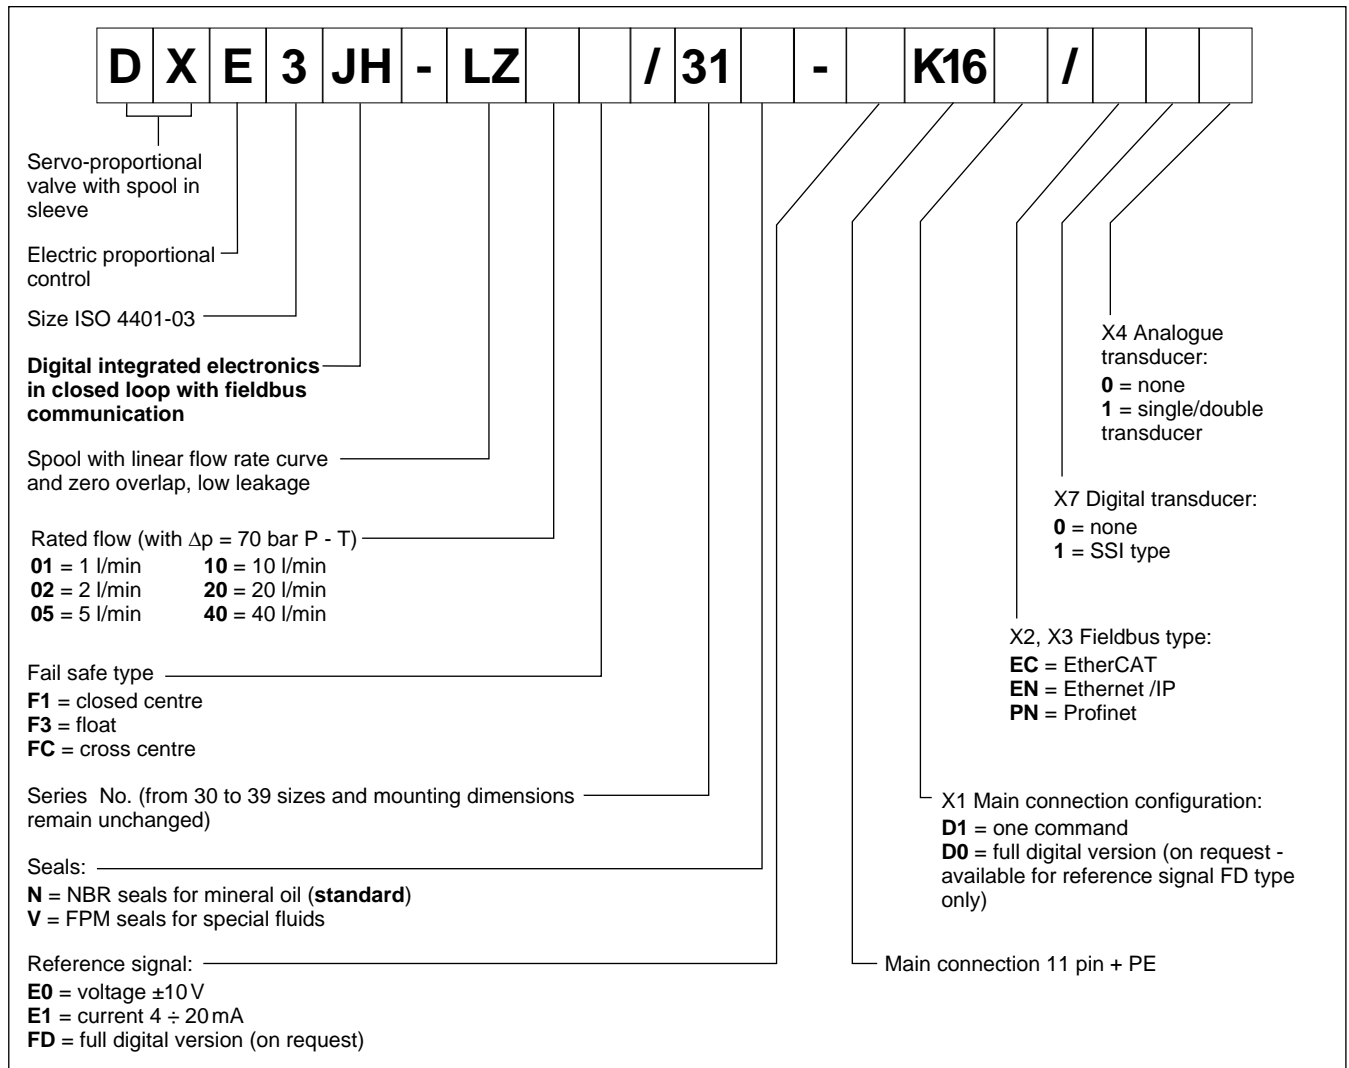 D X E 3 JH - LZ / 31 - K16 /
Servo-proportional
valve with spool in
sleeve
Electric proportional
control
Size ISO 4401-03
Digital integrated electronics
in closed loop with fieldbus
communication
Spool with linear flow rate curve
and zero overlap, low leakage
Rated flow (with Δp = 70 bar P - T)
01 = 1 l/min 10 = 10 l/min
02 = 2 l/min 20 = 20 l/min
05 = 5 l/min 40 = 40 l/min
Fail safe type
F1 = closed centre
F3 = float
FC = cross centre
Series No. (from 30 to 39 sizes and mounting dimensions
remain unchanged)
Seals:
N = NBR seals for mineral oil (standard)
V = FPM seals for special fluids
Reference signal:
E0 = voltage ±10 V
E1 = current 4 ÷ 20 mA
FD = full digital version (on request)
X4 Analogue
transducer:
0 = none
1 = single/double
transducer
X7 Digital transducer:
0 = none
1 = SSI type
X2, X3 Fieldbus type:
EC = EtherCAT
EN = Ethernet /IP
PN = Profinet
X1 Main connection configuration:
D1 = one command
D0 = full digital version (on request -
available for reference signal FD type
only)
Main connection 11 pin + PE